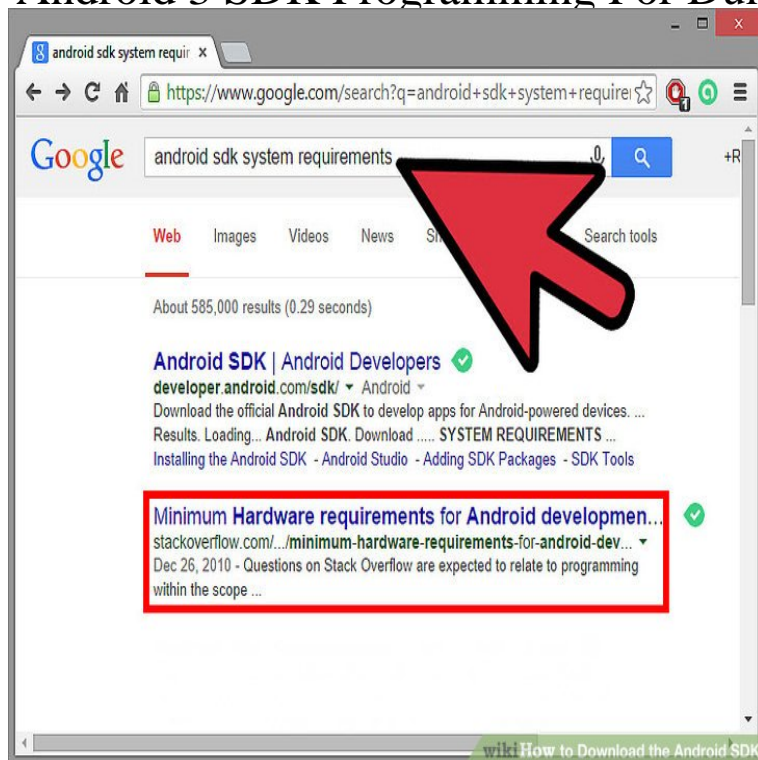 Android 3 SDK Programming For Dum
android sdk system requir
https://www.google.com/search?q=android+sdk+system+require
Google
android sdk system requirements
+R
Web Images Videos News Search tools
About 585,000 results (0.29 seconds)
Android SDK | Android Developers
developer.android.com/sdk/ Android
Download the official Android SDK to develop apps for Android-powered devices. ...
Results. Loading... Android SDK. Download ..... SYSTEM REQUIREMENTS ...
Installing the Android SDK - Android Studio - Adding SDK Packages - SDK Tools
Minimum Hardware requirements for Android developmen...
stackoverflow.com/.../minimum-hardware-requirements-for-android-dev...
Dec 26, 2010 - Questions on Stack Overflow are expected to relate to programming
within the scope ...
wikiHow to Download the Android SDK